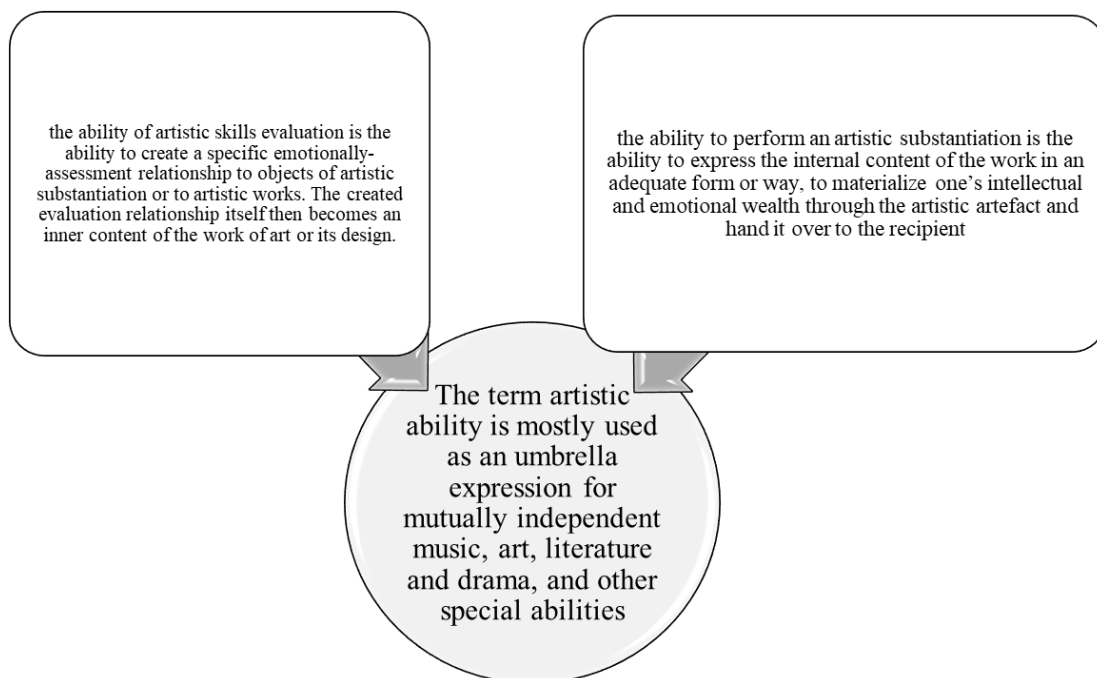 the ability of artistic skills evaluation is the
ability to create a specific emotionally-
assessment relationship to objects of artistic
substantiation or to artistic works. The created
evaluation relationship itself then becomes an
inner content of the work of art or its design.
the ability to perform an artistic substantiation is the
ability to express the internal content of the work in an
adequate form or way, to materialize one’s intellectual
and emotional wealth through the artistic artefact and
hand it over to the recipient
The term artistic
ability is mostly used
as an umbrella
expression for
mutually independent
music, art, literature
and drama, and other
special abilities